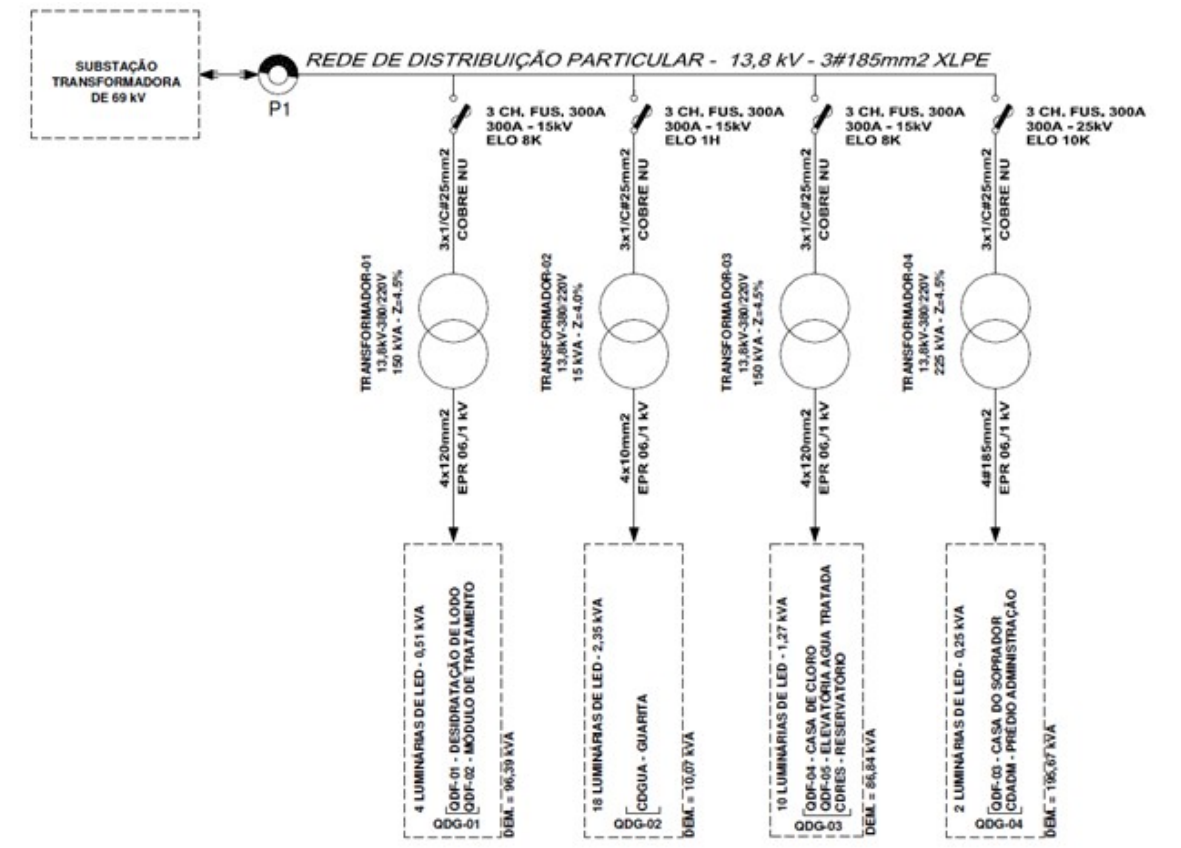 SUBSTAÇÃO
TRANSFORMADORA
DE 69 kV
P1
REDE DE DISTRIBUIÇÃO PARTICULAR - 13,8 kV - 3#185mm2 XLPE
3 CH. FUS. 300A
300A - 15kV
ELO 8K
3 CH. FUS. 300A
300A - 15kV
ELO 1H
3 CH. FUS. 300A
300A - 15kV
ELO 8K
3 CH. FUS. 300A
300A - 25kV
ELO 10K
3x1/C#25mm2
COBRE NU
3x1/C#25mm2
COBRE NU
3x1/C#25mm2
COBRE NU
3x1/C#25mm2
COBRE NU
TRANSFORMADOR-01
13,8kV-380/220V
150 kVA - Z=4.5%
TRANSFORMADOR-02
13,8kV-380/220V
15 kVA - Z=4,0%
TRANSFORMADOR-03
13,8kV-380/220V
150 kVA - Z=4.5%
TRANSFORMADOR-04
13,8kV-380/220V
225 kVA - Z=4.5%
4x120mm2
EPR 06,/1 kV
4x10mm2
EPR 06,/1 kV
4x120mm2
EPR 06,/1 kV
4#185mm2
EPR 06,/1 kV
4 LUMINÁRIAS DE LED - 0,51 kVA
QDF-01 - DESIDRATAÇÃO DE LODO
QDF-02 - MÓDULO DE TRATAMENTO
QDG-01
DEM. = 96,39 kVA
18 LUMINÁRIAS DE LED - 2,35 kVA
CDGUA - GUARITA
QDG-02
DEM. = 10,07 kVA
10 LUMINÁRIAS DE LED - 1,27 kVA
QDF-04 - CASA DE CLORO
QDF-05 - ELEVATÓRIA AGUA TRATADA
CDRES - RESERVATÓRIO
QDG-03
DEM. = 86,84 kVA
2 LUMINÁRIAS DE LED - 0,25 kVA
QDF-03 - CASA DO SOPRADOR
CDADM - PRÉDIO ADMINISTRAÇÃO
QDG-04
DEM. = 195,67 kVA